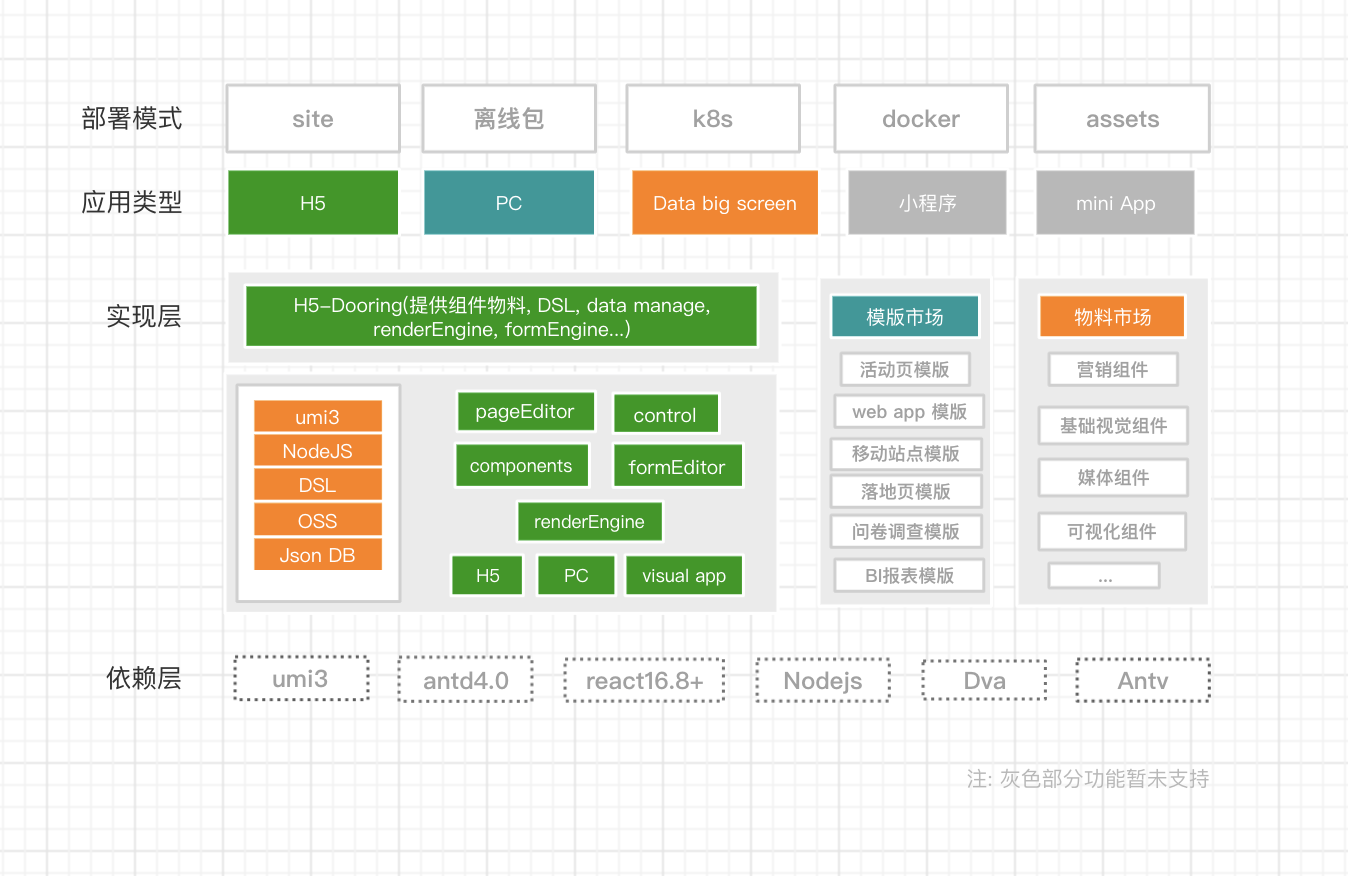 部署模式
site
离线包
k8s
docker
assets
应用类型
H5
PC
Data big screen
小程序
mini App
实现层
H5-Dooring(提供组件物料, DSL, data manage,
renderEngine, formEngine...)
umi3
NodeJS
DSL
OSS
Json DB
pageEditor
control
components
formEditor
renderEngine
H5
PC
visual app
模版市场
活动页模版
web app 模版
移动站点模版
落地页模版
问卷调查模版
BI报表模版
物料市场
营销组件
基础视觉组件
媒体组件
可视化组件
...
依赖层
umi3
antd4.0
react16.8+
Nodejs
Dva
Antv
注: 灰色部分功能暂未支持